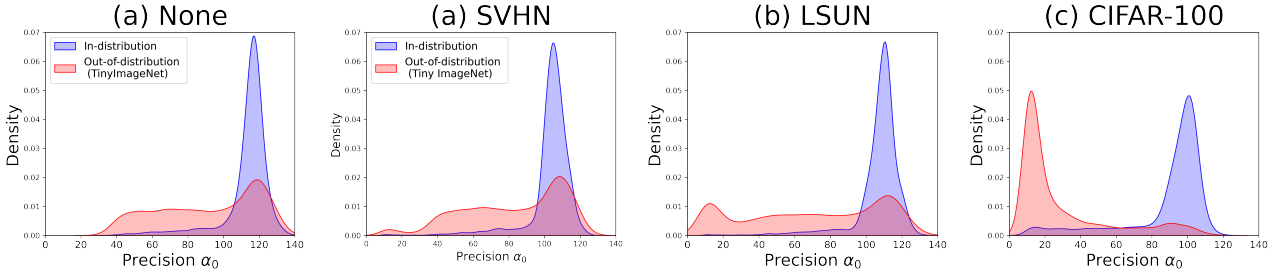 (a) None
(a) SVHN
(b) LSUN
(c) CIFAR-100
Density
0.07
0.06
0.05
0.04
0.03
0.02
0.01
0.00
In-distribution
Out-of-distribution
(TinyImageNet)
0 20 40 60 80 100 120 140
Precision α₀
Density
0.07
0.06
0.05
0.04
0.03
0.02
0.01
0.00
In-distribution
Out-of-distribution
(Tiny ImageNet)
0 20 40 60 80 100 120 140
Precision α₀
Density
0.07
0.06
0.05
0.04
0.03
0.02
0.01
0.00
0 20 40 60 80 100 120 140
Precision α₀
Density
0.07
0.06
0.05
0.04
0.03
0.02
0.01
0.00
0 20 40 60 80 100 120 140
Precision α₀